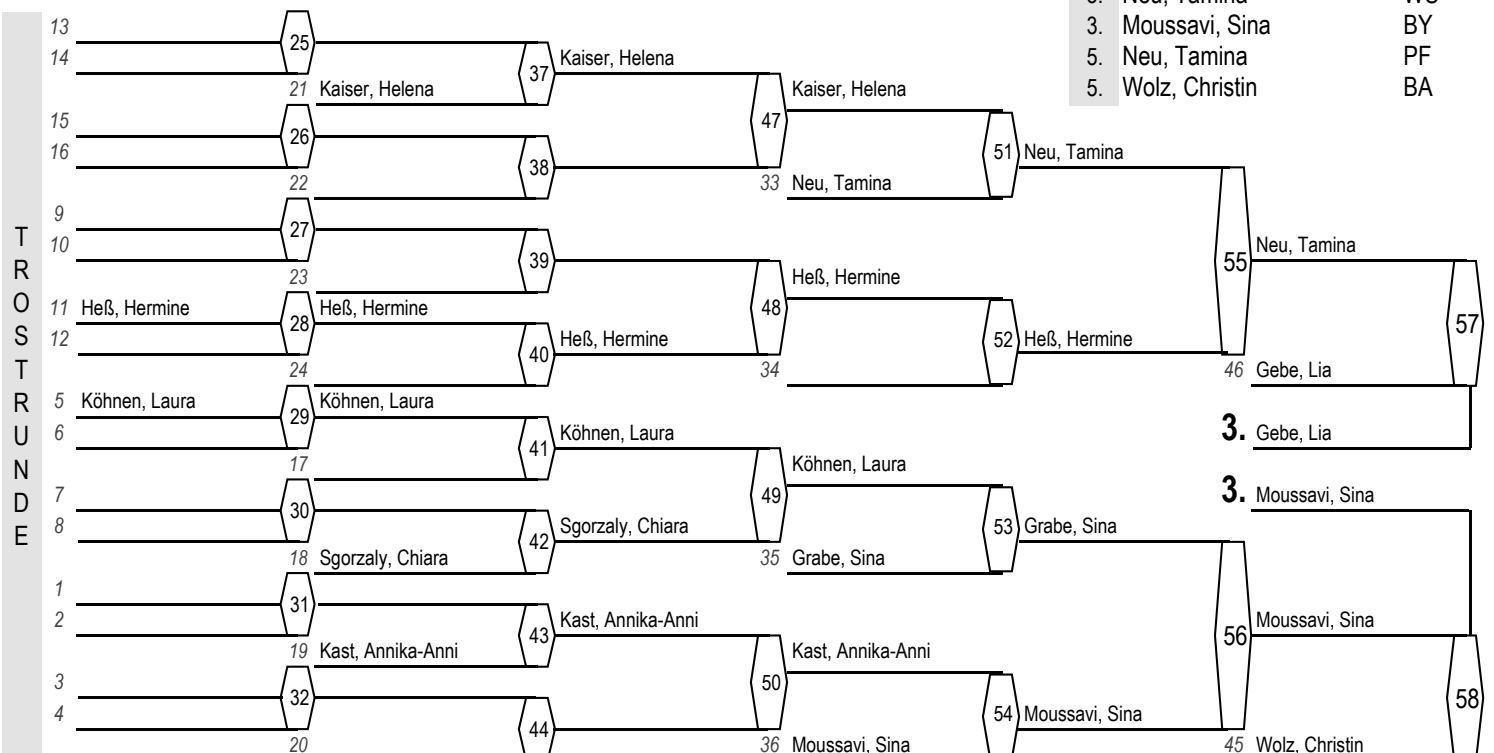 3. Moussavi, Sina BY
5. Neu, Tamina PF
5. Wolz, Christin BA
TROSTRUNDE
13
25
14
37 Kaiser, Helena
21 Kaiser, Helena
Kaiser, Helena
15
47
26
16
38
51 Neu, Tamina
22
33 Neu, Tamina
9
27
10
39
55 Neu, Tamina
23
Heß, Hermine
11 Heß, Hermine
28 Heß, Hermine
48
57
12
40 Heß, Hermine
52 Heß, Hermine
24
34
46 Gebe, Lia
5 Köhnen, Laura
29 Köhnen, Laura
6
41 Köhnen, Laura
3. Gebe, Lia
17
Köhnen, Laura
7
30
49
3. Moussavi, Sina
8
42 Sgorzaly, Chiara
53 Grabe, Sina
18 Sgorzaly, Chiara
35 Grabe, Sina
1
31
2
43 Kast, Annika-Anni
56 Moussavi, Sina
19 Kast, Annika-Anni
Kast, Annika-Anni
3
32
50
58
4
44
54 Moussavi, Sina
20
36 Moussavi, Sina
45 Wolz, Christin